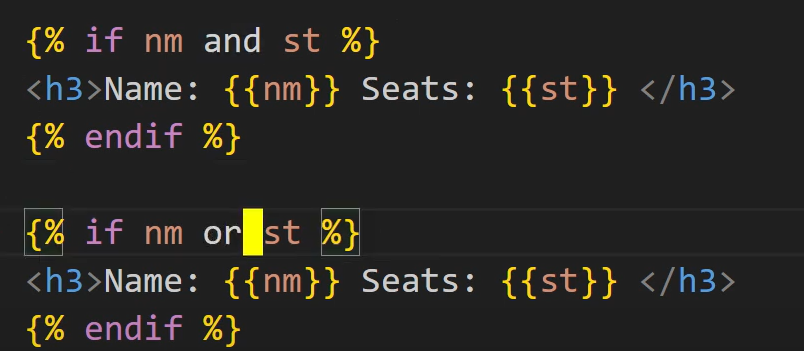 {% if nm and st %}
<h3>Name: {{nm}} Seats: {{st}} </h3>
{% endif %}
{% if nm or st %}
<h3>Name: {{nm}} Seats: {{st}} </h3>
{% endif %}